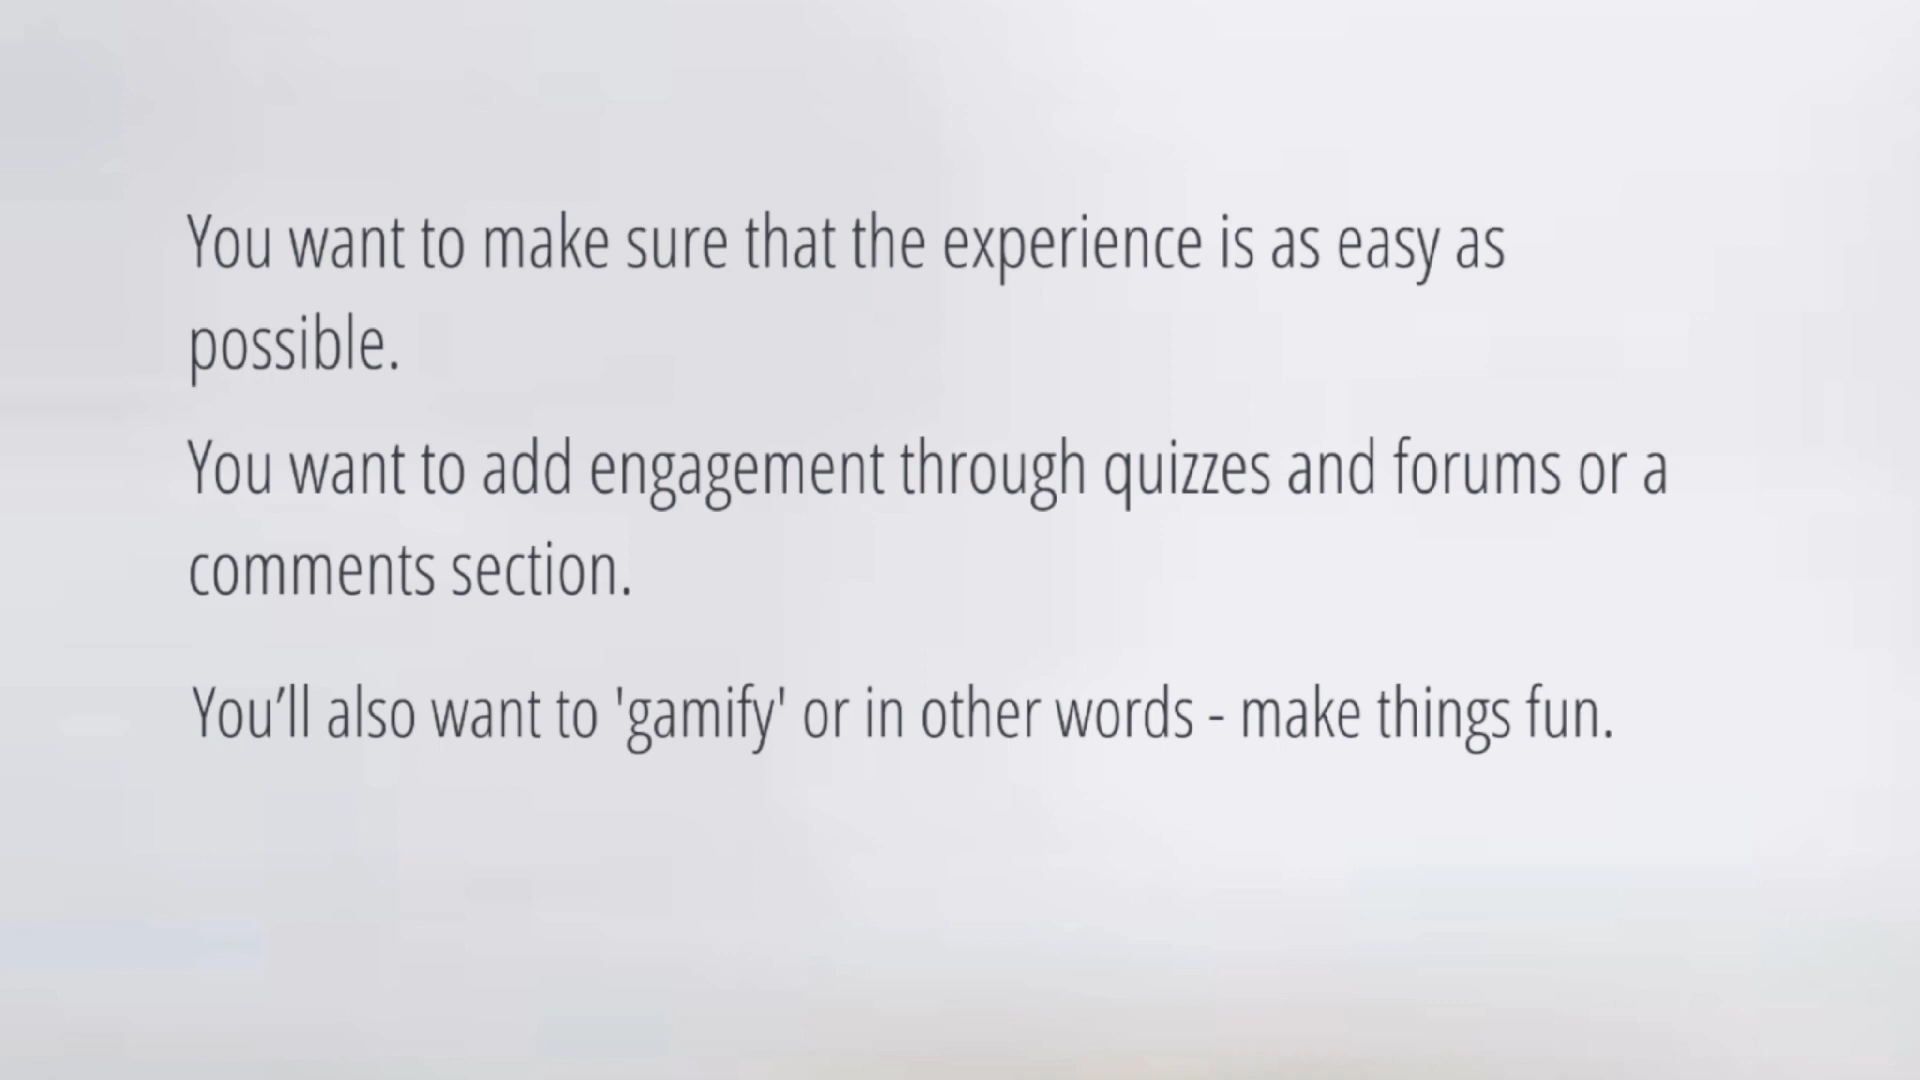 You want to make sure that the experience is as easy as
possible.
You want to add engagement through quizzes and forums or a
comments section.
You’ll also want to 'gamify' or in other words - make things fun.